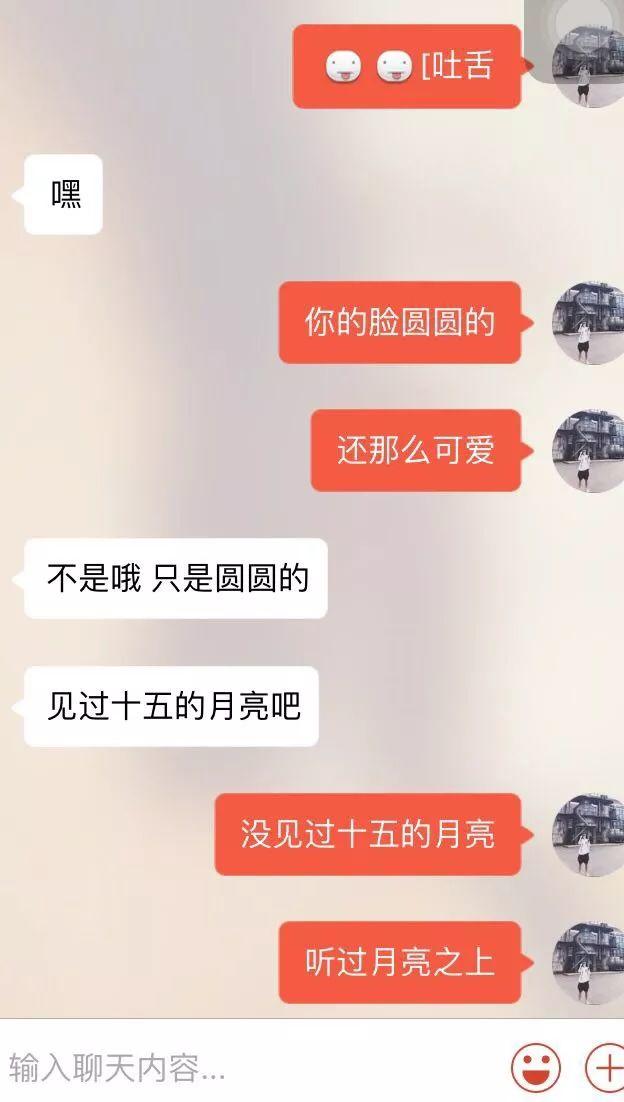 [吐舌
嘿
你的脸圆圆的
还那么可爱
不是哦 只是圆圆的
见过十五的月亮吧
没见过十五的月亮
听过月亮之上
输入聊天内容...